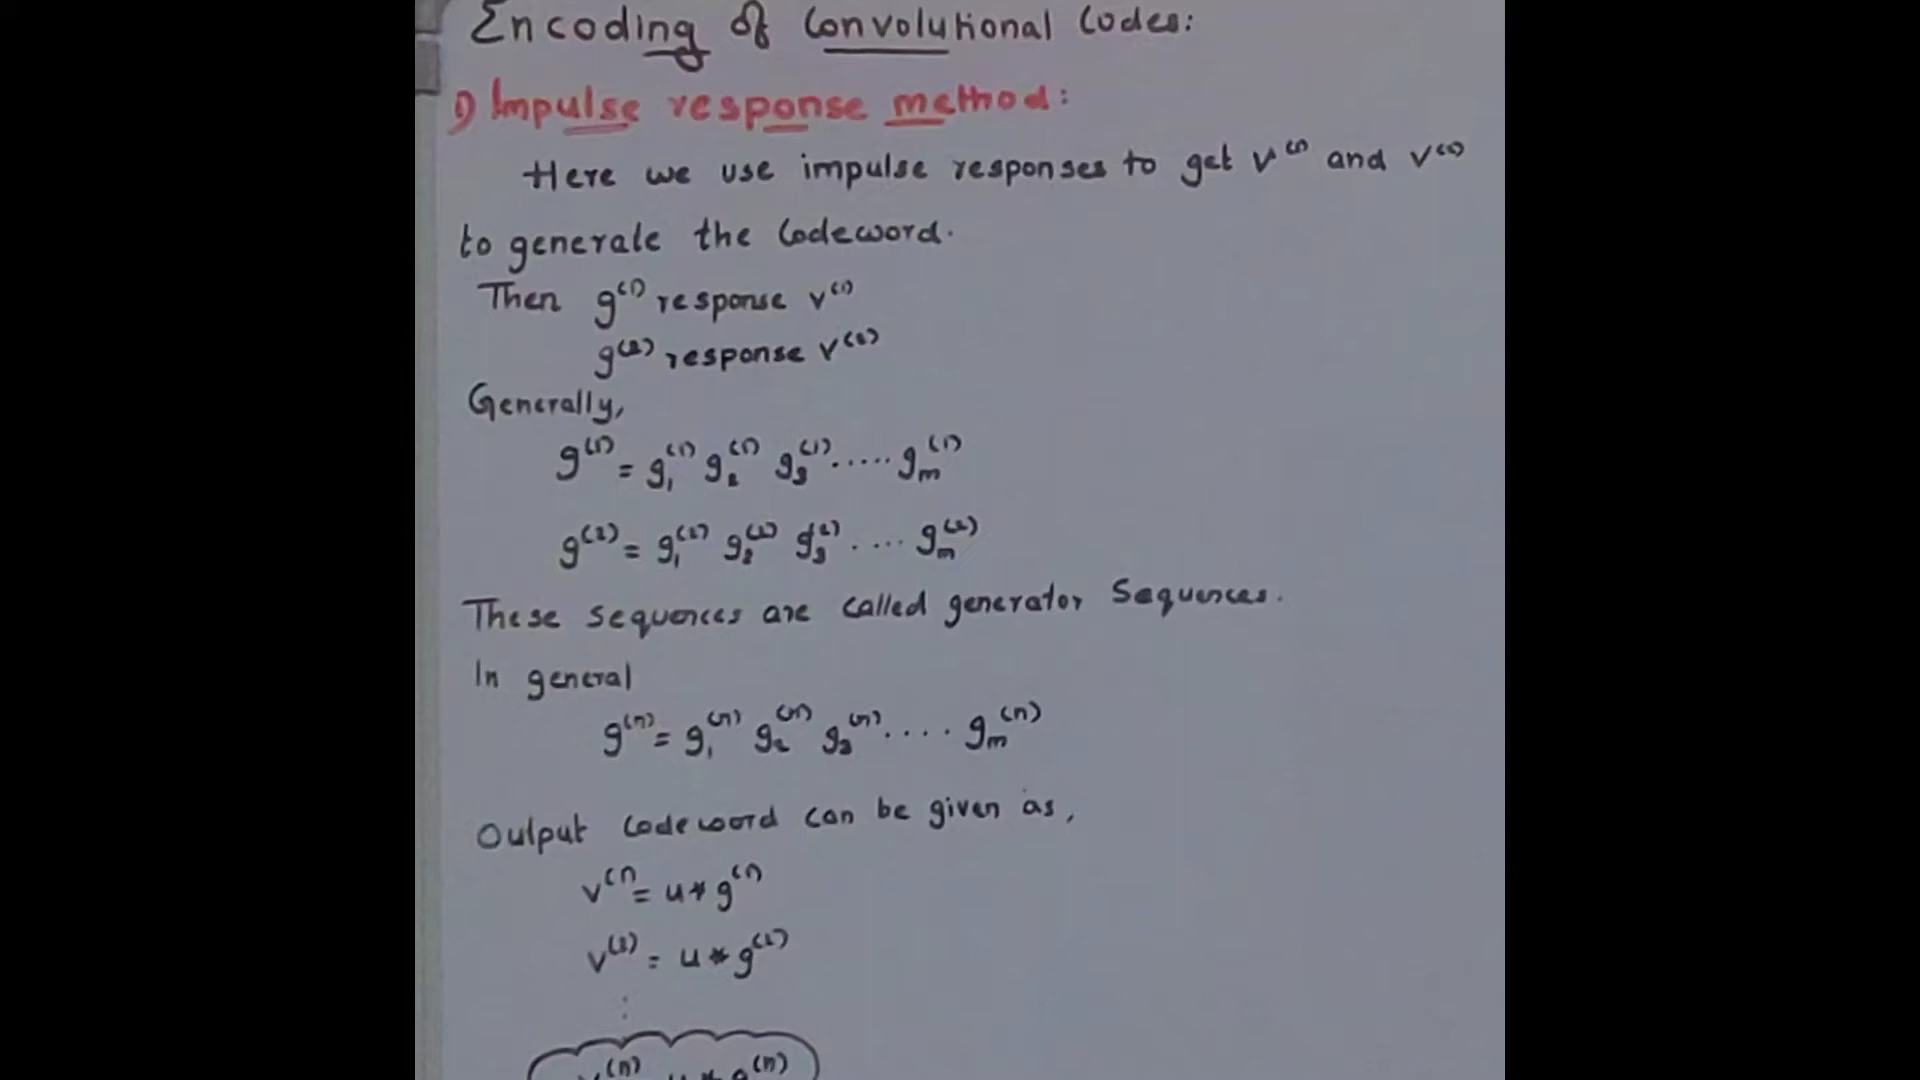 Encoding of Convolutional Codes:
1) Impulse response method:
Here we use impulse responses to get v⁽¹⁾ and v⁽²⁾
to generate the Codeword.
Then g⁽¹⁾ response v⁽¹⁾
g⁽²⁾ response v⁽²⁾
Generally,
g⁽¹⁾ = g₁⁽¹⁾ g₂⁽¹⁾ g₃⁽¹⁾ ..... gₘ⁽¹⁾
g⁽²⁾ = g₁⁽²⁾ g₂⁽²⁾ g₃⁽²⁾ ..... gₘ⁽²⁾
These Sequences are called generator Sequences.
In general
g⁽ⁿ⁾ = g₁⁽ⁿ⁾ g₂⁽ⁿ⁾ g₃⁽ⁿ⁾ ..... gₘ⁽ⁿ⁾
Output Codeword can be given as,
v⁽¹⁾ = u * g⁽¹⁾
v⁽²⁾ = u * g⁽²⁾
⋮
v⁽ⁿ⁾ = u * g⁽ⁿ⁾